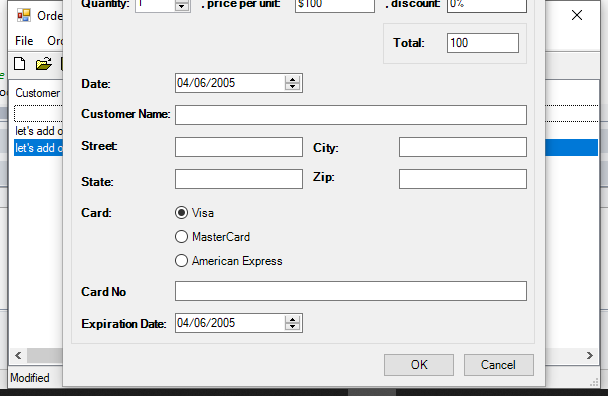 Orde
Quantity: 1 , price per unit: $100 , discount: 0%
File Or
Total: 100
Date: 04/06/2005
Customer
Customer Name:
let's add o
let's add o
Street: City:
State: Zip:
Card: Visa
MasterCard
American Express
Card No
Expiration Date: 04/06/2005
OK Cancel
Modified